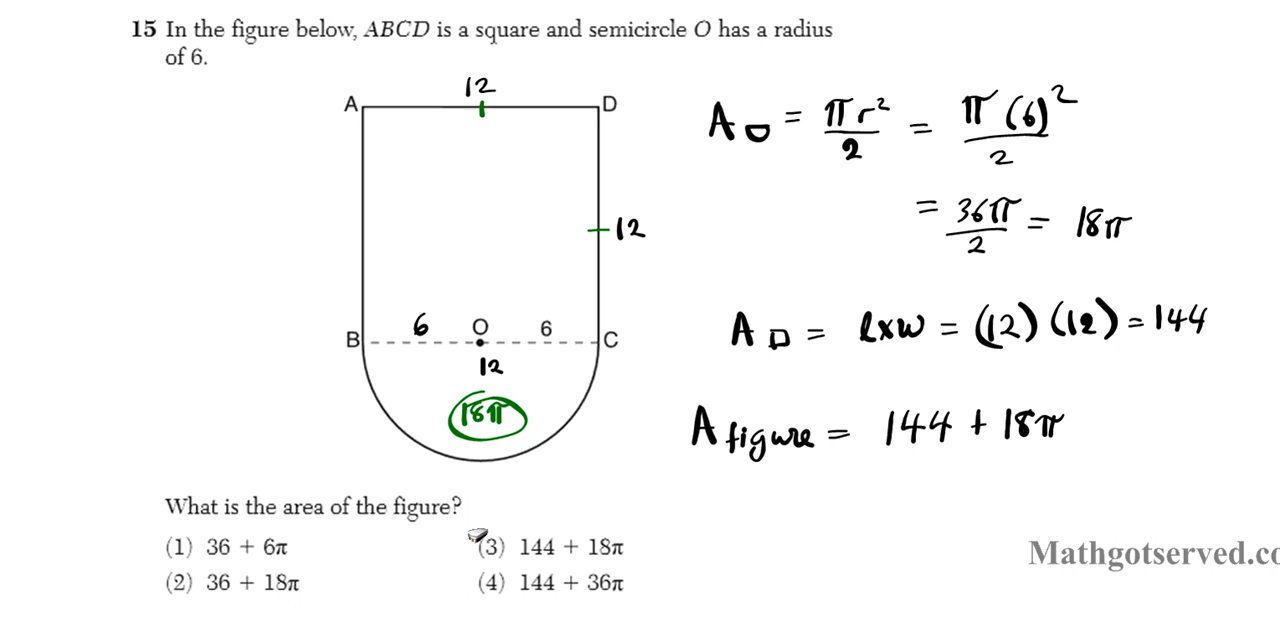 15 In the figure below, ABCD is a square and semicircle O has a radius
of 6.
12
A
D
12
6
O
6
B
C
12
18π
A⌓ = πr²/2 = π(6)²/2
= 36π/2 = 18π
A□ = l×w = (12)(12) = 144
A figure = 144 + 18π
What is the area of the figure?
(1) 36 + 6π
(3) 144 + 18π
(2) 36 + 18π
(4) 144 + 36π
Mathgotserved.co